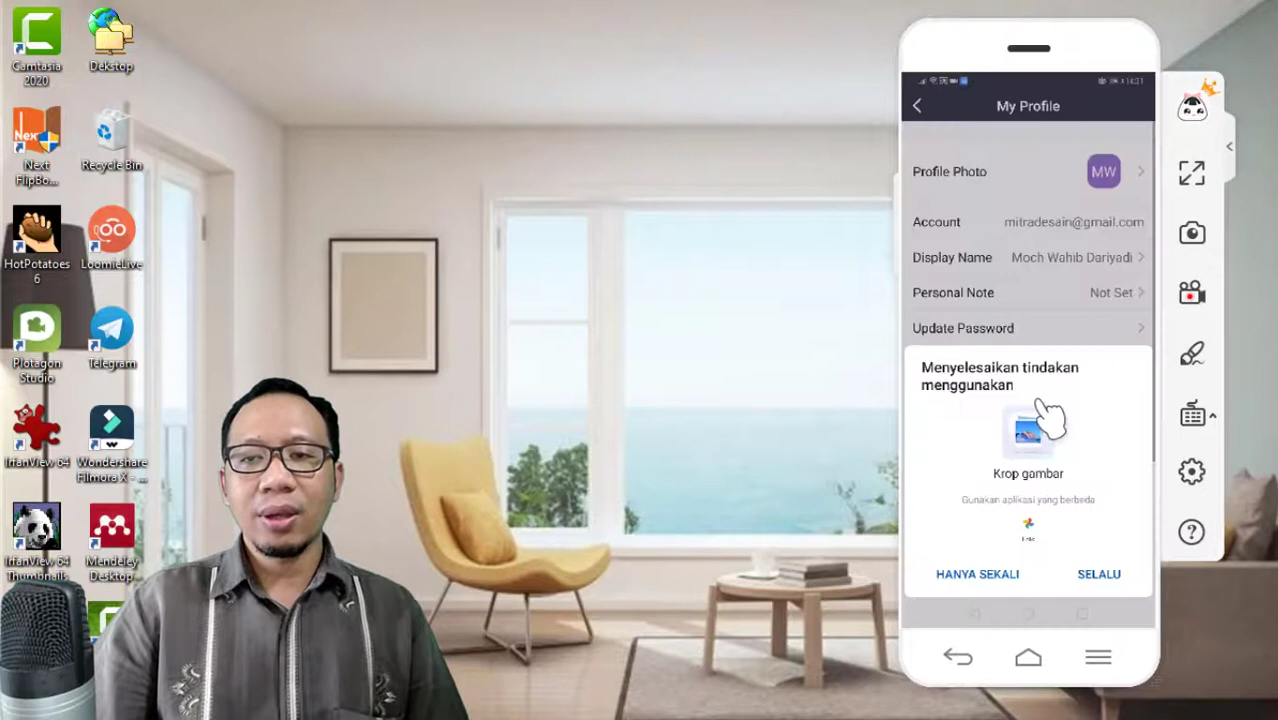 Camtasia
2020
Dekstop
Next
FlipBo...
Recycle Bin
HotPotatoes
6
LoomieLive
Plotagon
Studio
Telegram
IrfanView 64
Wondershare
Filmora X - ...
IrfanView 64
Thumbnails
Mendeley
Desktop
14:21
My Profile
Profile Photo
MW
Account
mitradesain@gmail.com
Display Name
Moch Wahib Dariyadi
Personal Note
Not Set
Update Password
Menyelesaikan tindakan
menggunakan
Krop gambar
Gunakan aplikasi yang berbeda
HANYA SEKALI
SELALU